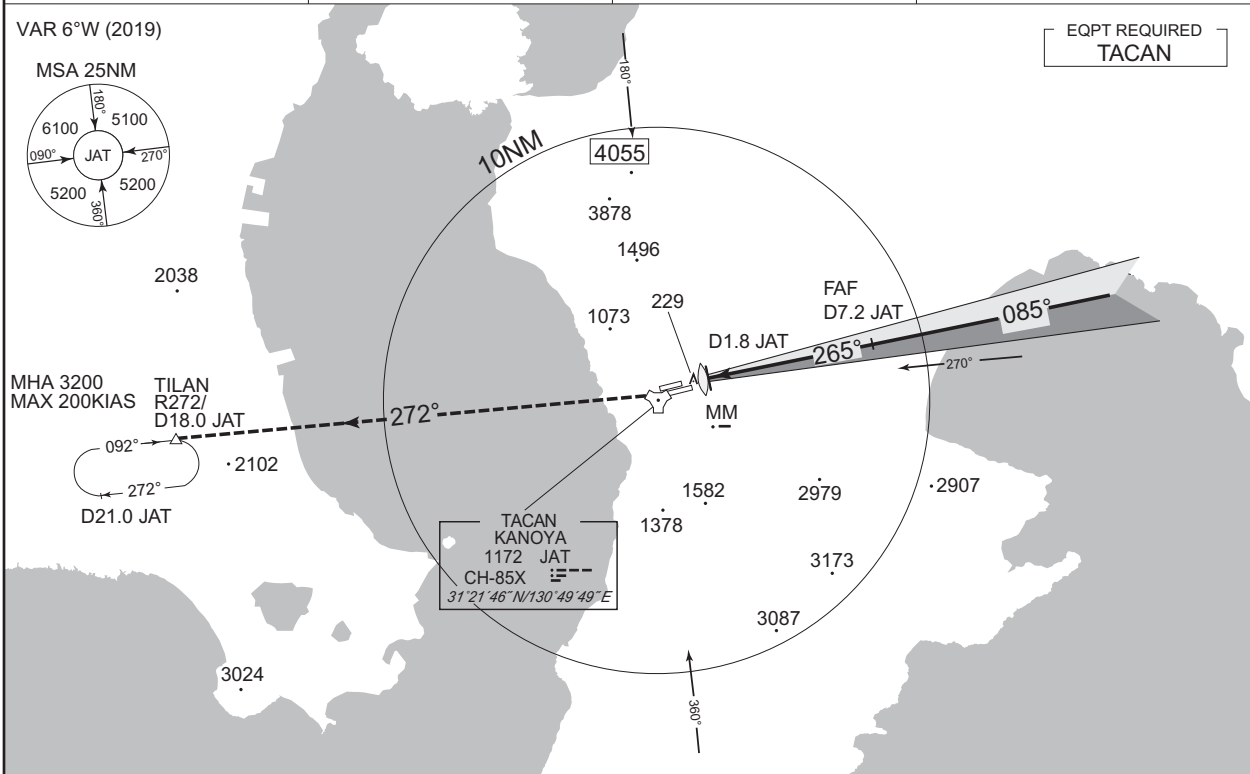 VAR 6°W (2019)
EQPT REQUIRED
TACAN
MSA 25NM
180°
6100
5100
090°
JAT
270°
5200
5200
360°
180°
10NM
4055
3878
1496
2038
229
1073
FAF
D7.2 JAT
D1.8 JAT
085°
265°
270°
MHA 3200
MAX 200KIAS
TILAN
R272/
D18.0 JAT
A
272°
MM
092°
2102
272°
D21.0 JAT
1582
2979
2907
1378
TACAN
KANOYA
1172 JAT
CH-85X
31°21′46″N/130°49′49″E
3173
3087
3024
360°